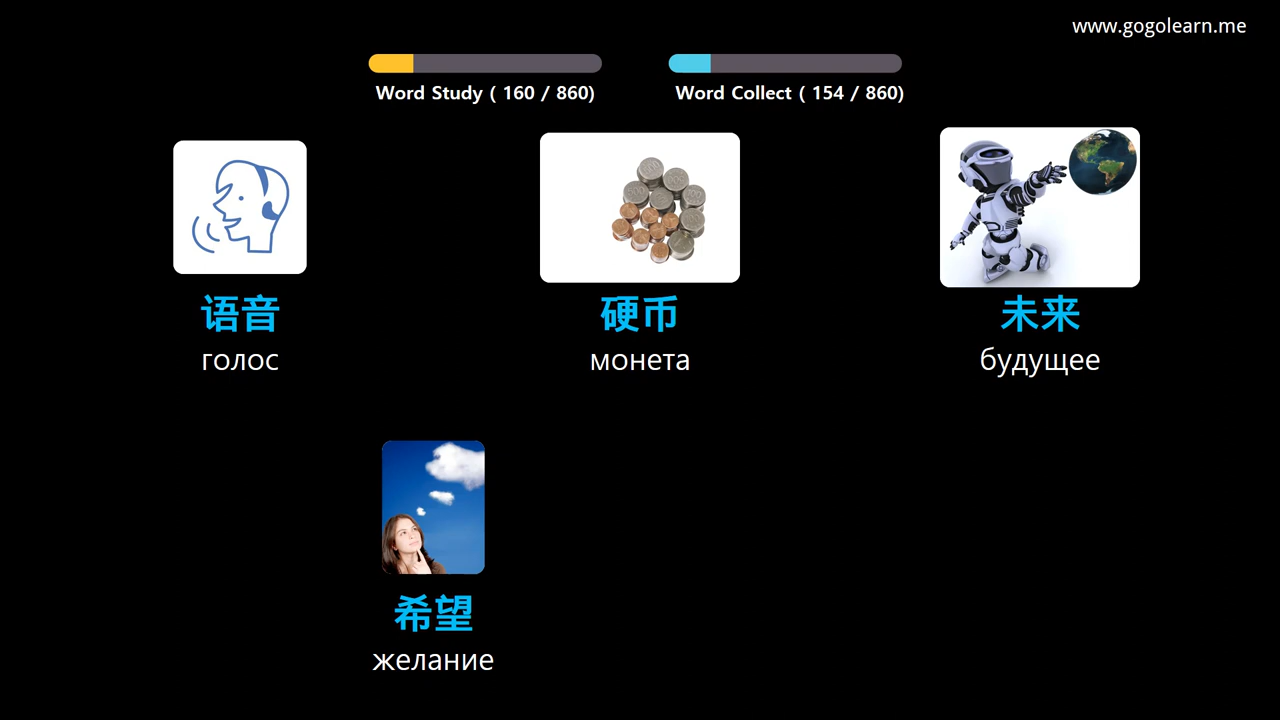 www.gogolearn.me
Word Study ( 160 / 860)
Word Collect ( 154 / 860)
语音
硬币
未来
голос
монета
будущее
希望
желание